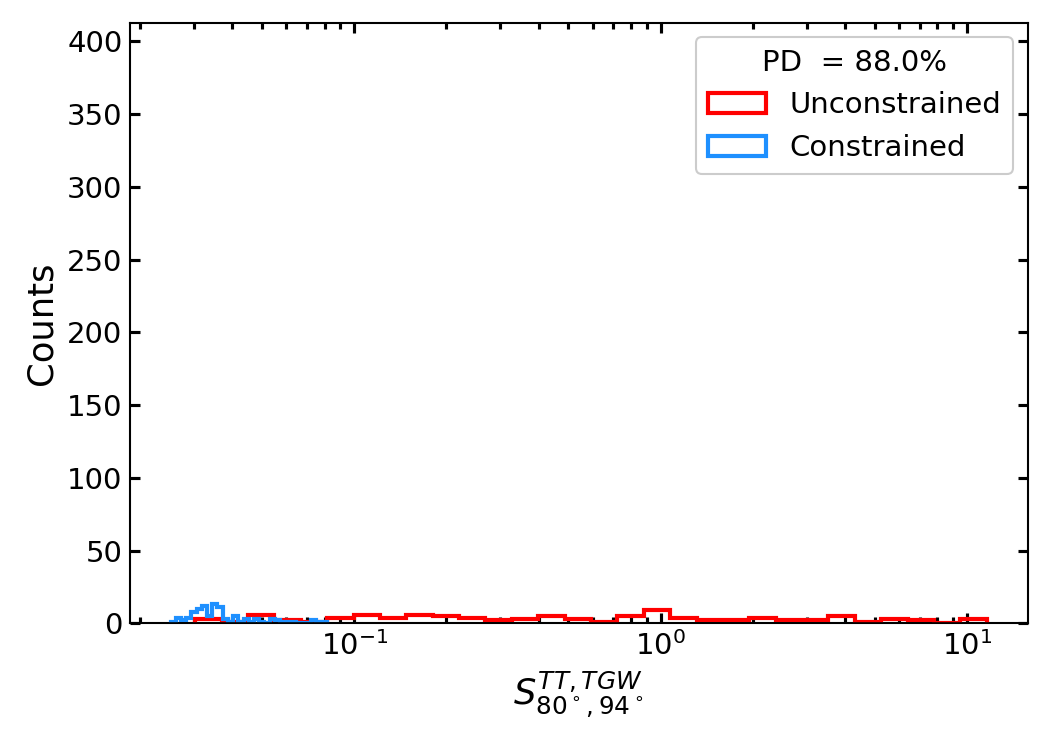 PD = 88.0%
Unconstrained
Constrained
Counts
400
350
300
250
200
150
100
50
0
10⁻¹ 10⁰ 10¹
S^{TT,TGW}_{80°,94°}